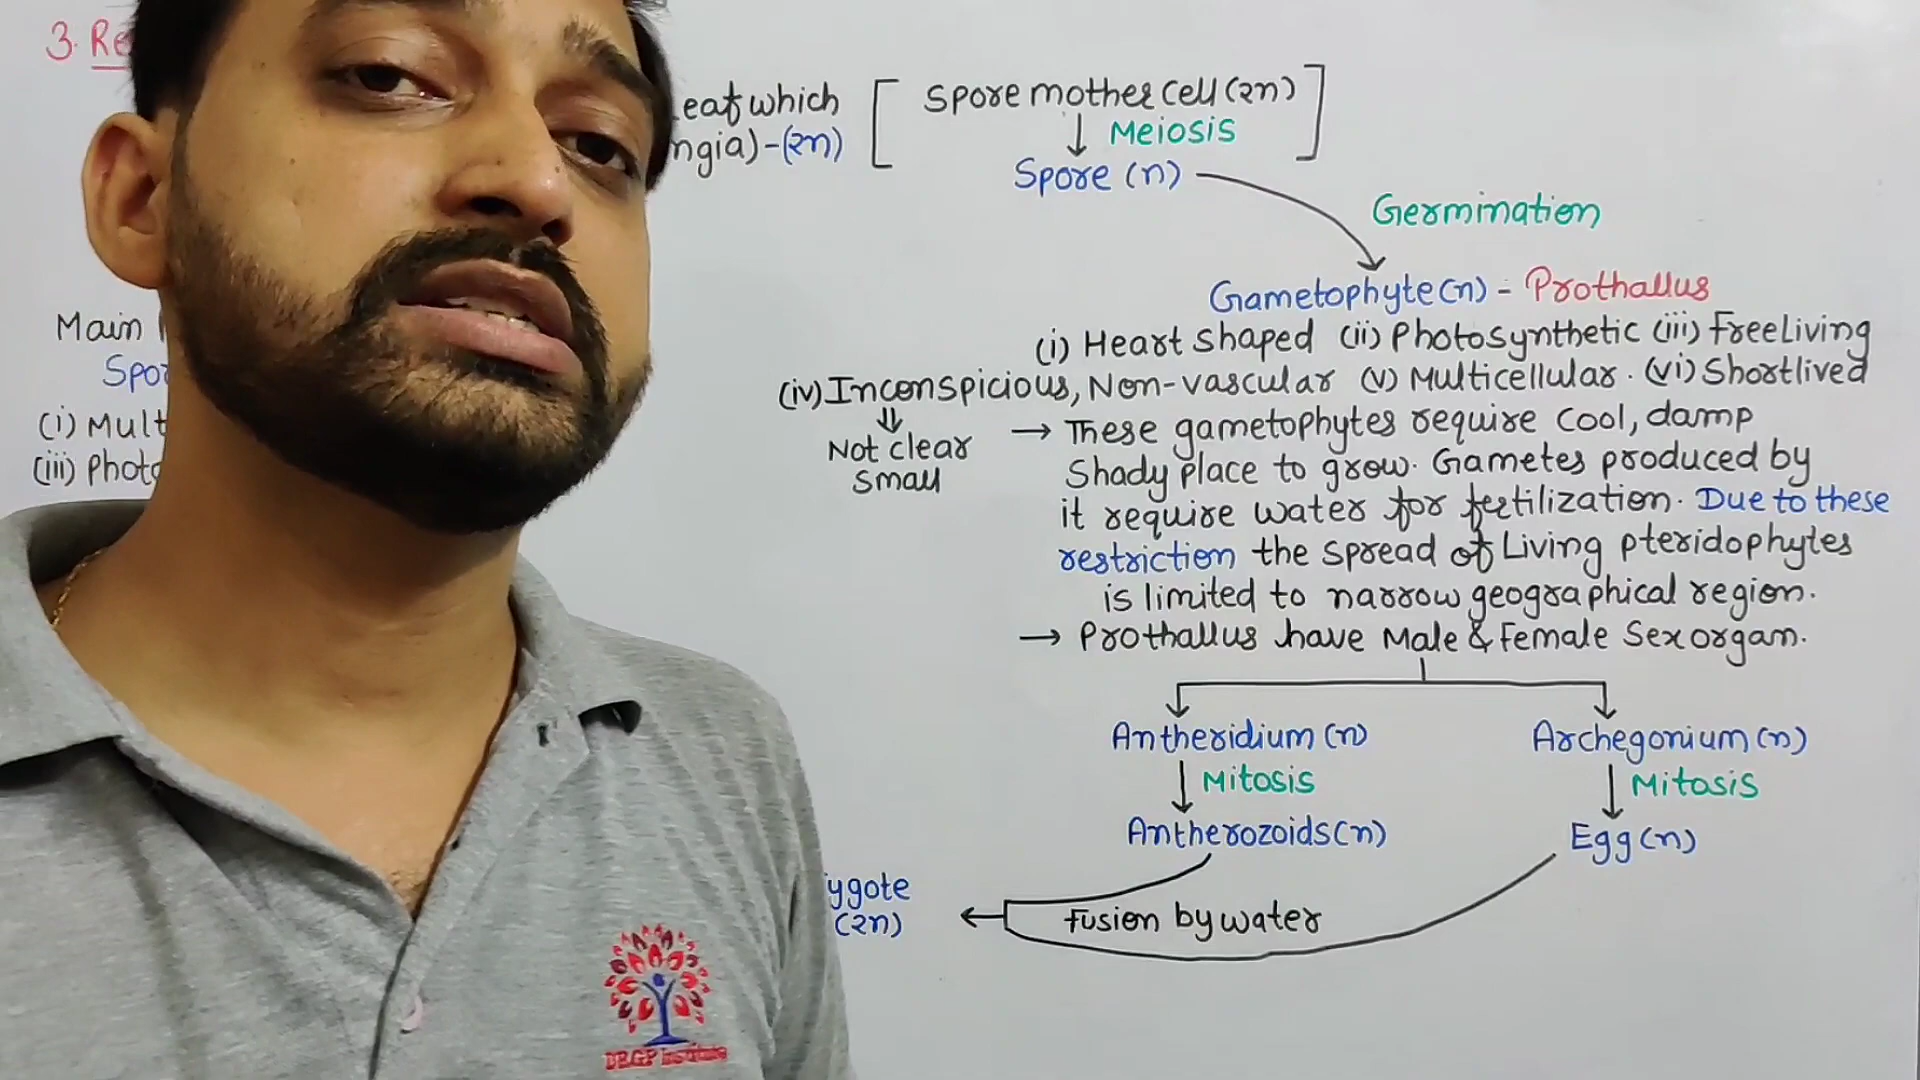 3. Re
eaf which
ngia)-(2n)
Spore mother cell (2n)
Meiosis
Spore (n)
Germination
Gametophyte(n) - Prothallus
(i) Heart Shaped (ii) Photosynthetic (iii) Free Living
(iv) Inconspicious, Non-vascular (v) Multicellular. (vi) Shortlived
Not clear
Small
→ These gametophytes require cool, damp
Shady place to grow. Gametes produced by
it require water for fertilization. Due to these
restriction the spread of Living pteridophytes
is limited to narrow geographical region.
→ Prothallus have Male & Female Sex organ.
Main
Spor
(i) Mult
(iii) Photo
Antheridium (n)
Archegonium (n)
Mitosis
Mitosis
Antherozoids (n)
Egg (n)
Fusion by water
ygote
(2n)
Institute